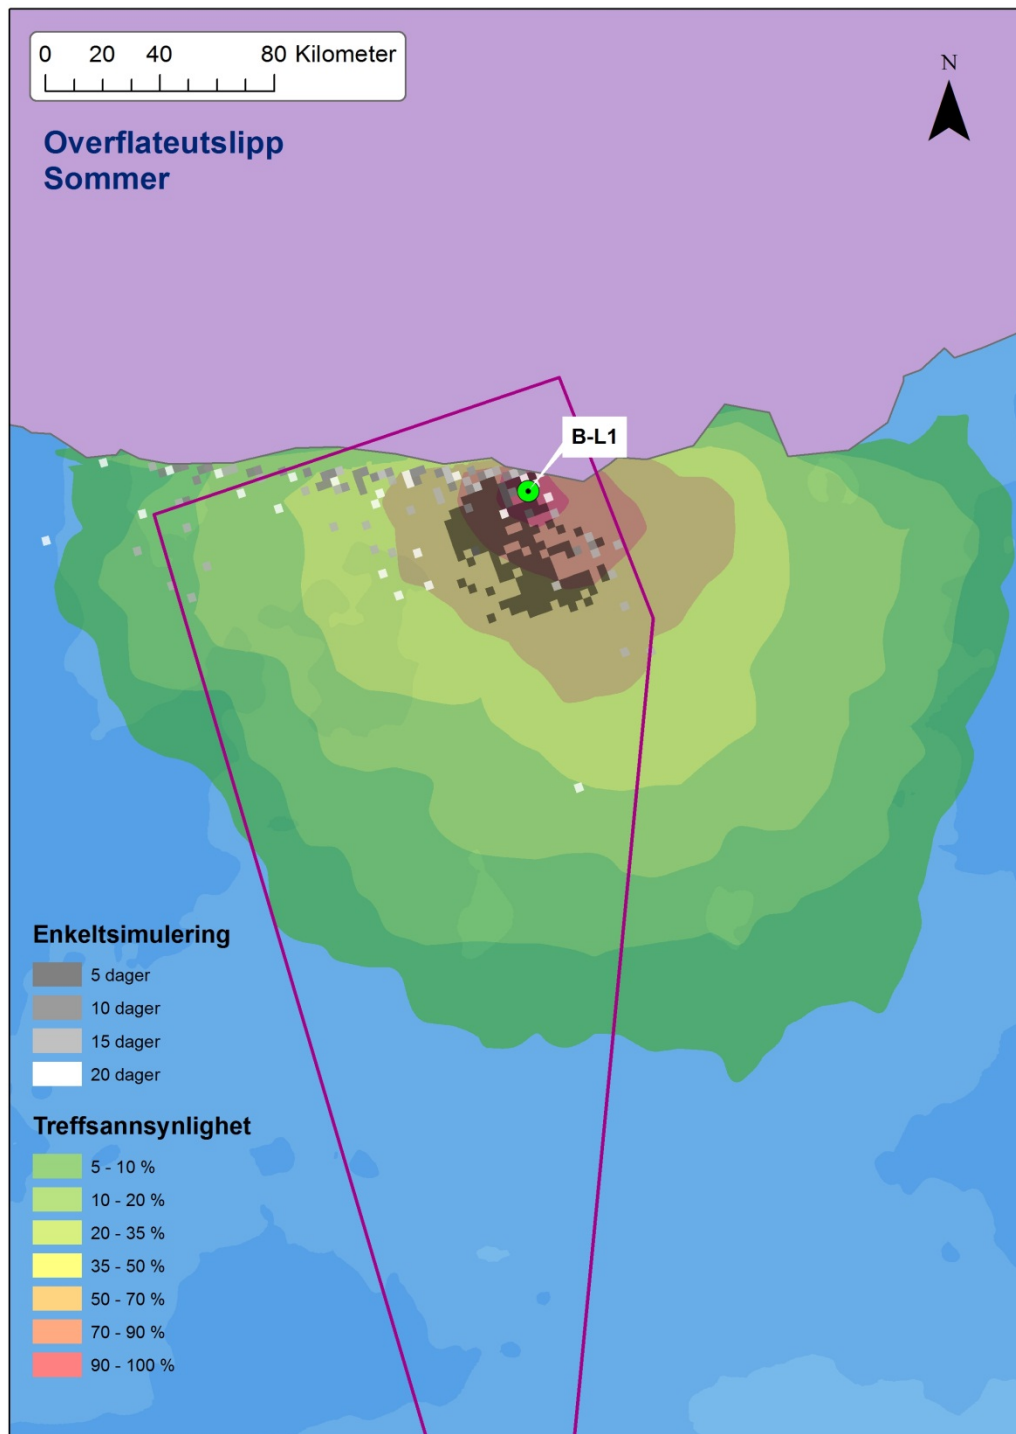 0 20 40 80 Kilometer
N
Overflateutslipp
Sommer
B-L1
Enkeltsimulering
5 dager
10 dager
15 dager
20 dager
Treffsannsynlighet
5 - 10 %
10 - 20 %
20 - 35 %
35 - 50 %
50 - 70 %
70 - 90 %
90 - 100 %